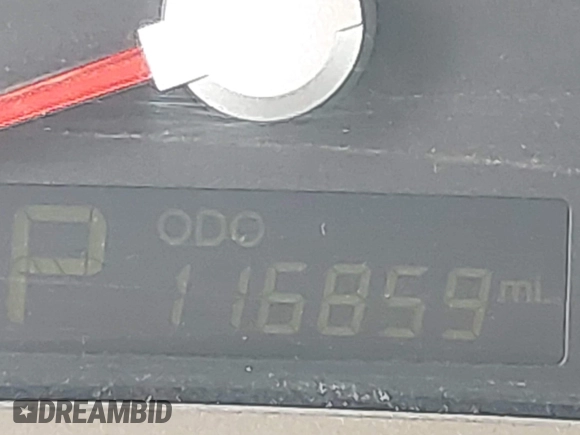 P ODO
116859 mi.
DREAMBID